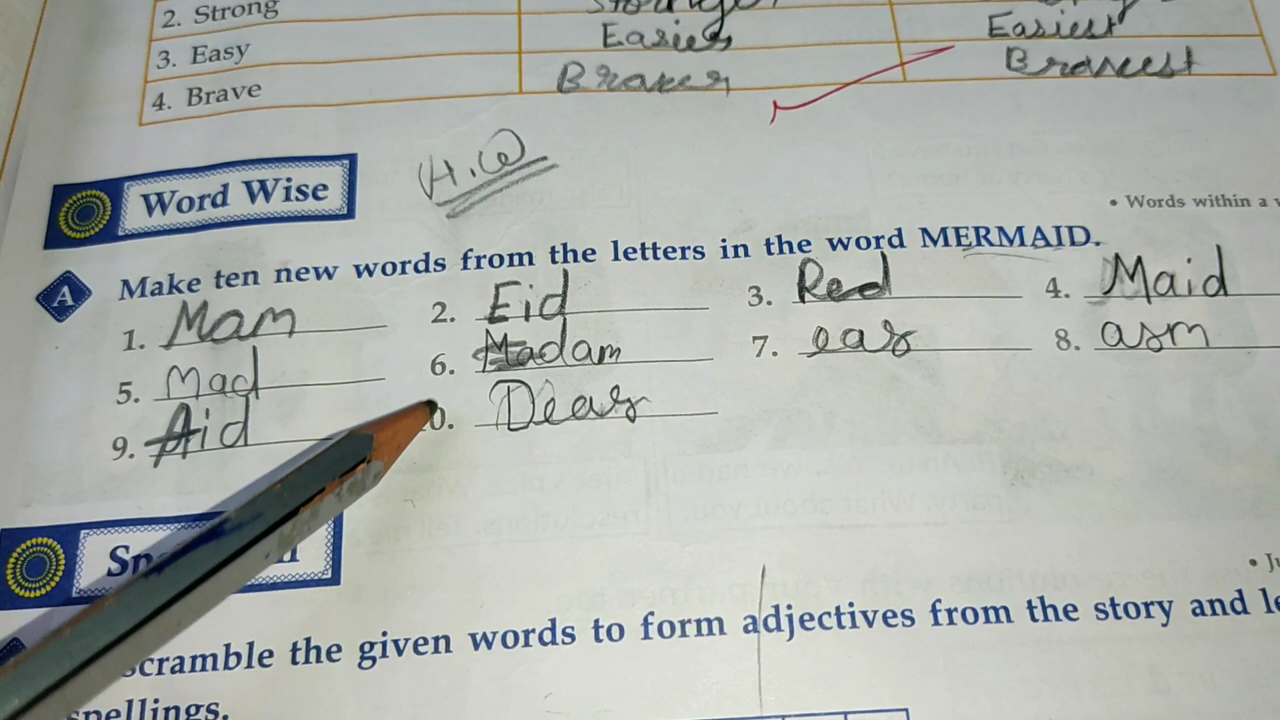 2. Strong
3. Easy Easier Easiest
4. Brave Braver Bravest
H.W
Word Wise
• Words within a
A Make ten new words from the letters in the word MERMAID.
1. Mam 2. Eid 3. Red 4. Maid
5. Mad 6. Madam 7. ear 8. arm
9. Aid 10. Dear
scramble the given words to form adjectives from the story and
spellings.